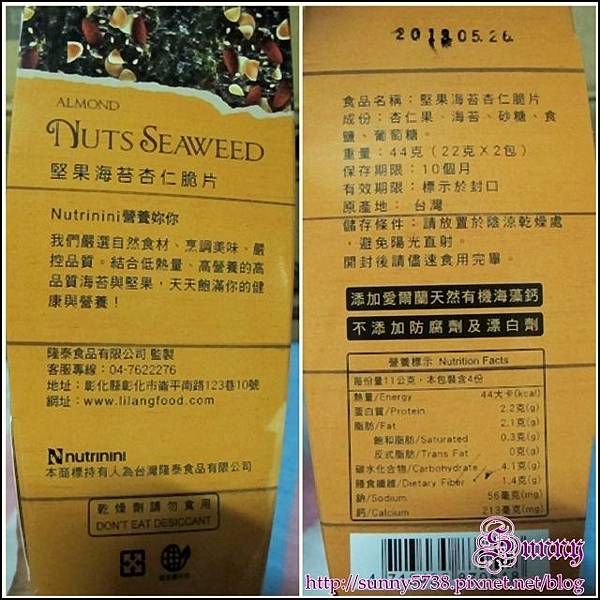 ALMOND
NUTS SEAWEED
堅果海苔杏仁脆片
Nutrinini營養妳你
我們嚴選自然食材、烹調美味、嚴
控品質。結合低熱量、高營養的高
品質海苔與堅果，天天飽滿你的健
康與營養！
隆泰食品有限公司 監製
客服專線：04-7622276
地址：彰化縣彰化市崙平南路123巷10號
網址：www.lilangfood.com
nutrinini
本商標持有人為台灣隆泰食品有限公司
乾燥劑請勿食用
DON'T EAT DESICCANT
2013.05.26
食品名稱：堅果海苔杏仁脆片
成份：杏仁果、海苔、砂糖、食
鹽、葡萄糖。
重量：44克（22克×2包）
保存期限：10個月
有效期限：標示於封口
原產地： 台灣
儲存條件：請放置於陰涼乾燥處
，避免陽光直射。
開封後請儘速食用完畢。
添加愛爾蘭天然有機海藻鈣
不添加防腐劑及漂白劑
營養標示 Nutrition Facts
每份量11公克，本包裝含4份
熱量/Energy 44大卡(kcal)
蛋白質/Protein 2.2克(g)
脂肪/Fat 2.1克(g)
飽和脂肪/Saturated 0.3克(g)
反式脂肪/Trans Fat 0克(g)
碳水化合物/Carbohydrate 4.1克(g)
膳食纖維/Dietary Fiber 1.4克(g)
鈉/Sodium 56毫克(mg)
鈣/Calcium 213毫克(mg)
Sunny
http://sunny5738.pixnet.net/blog